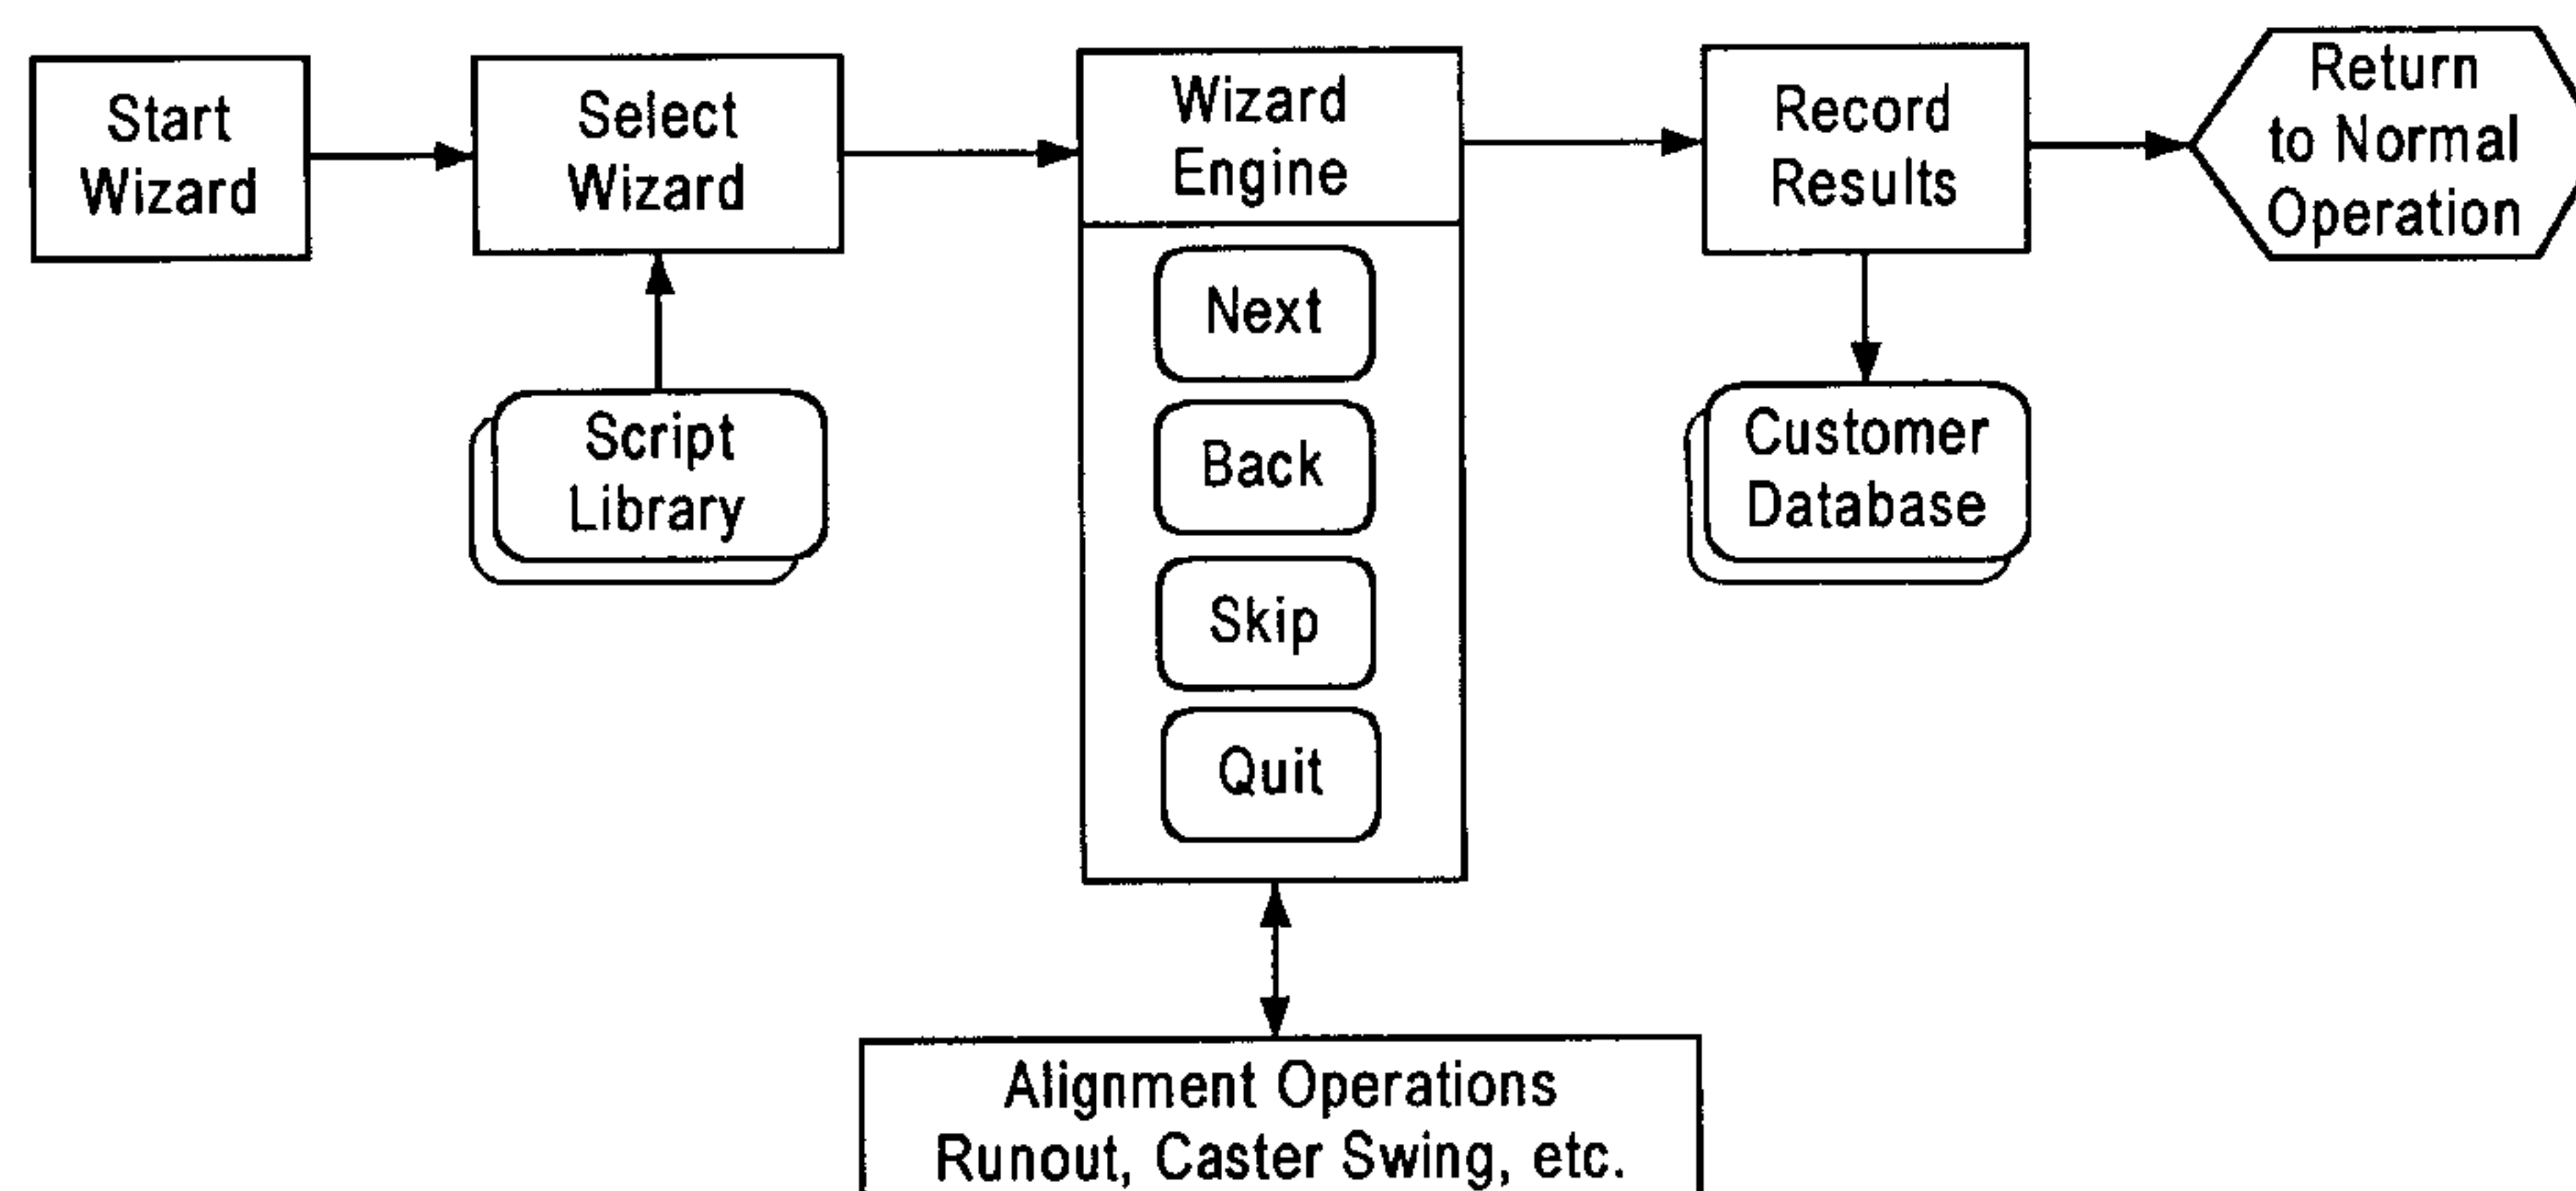 Start
Wizard
Select
Wizard
Wizard
Engine
Record
Results
Return
to Normal
Operation
Script
Library
Next
Back
Skip
Quit
Customer
Database
Alignment Operations
Runout, Caster Swing, etc.